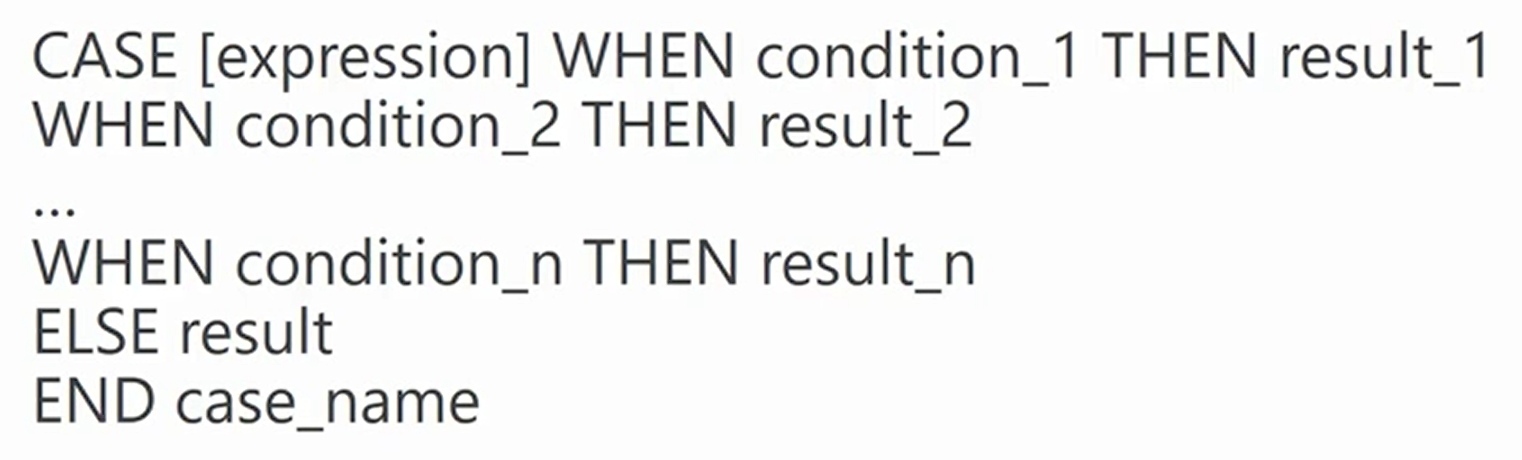 CASE [expression] WHEN condition_1 THEN result_1
WHEN condition_2 THEN result_2
...
WHEN condition_n THEN result_n
ELSE result
END case_name